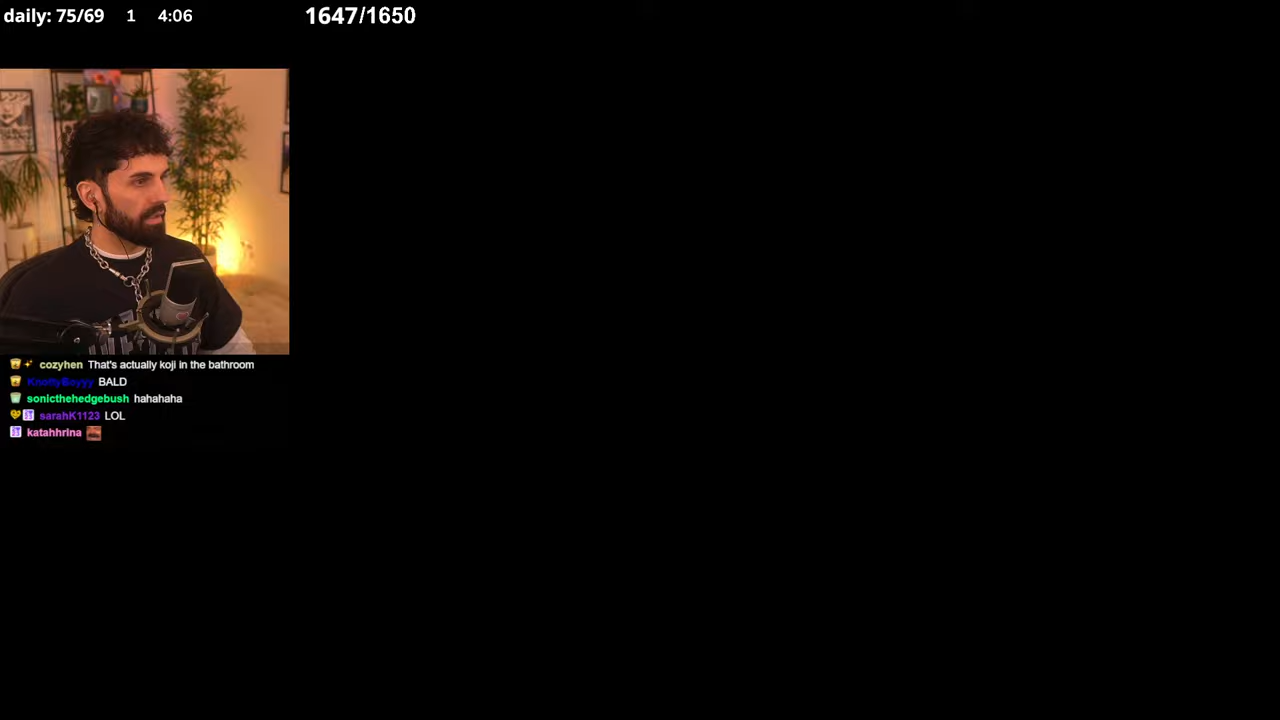 daily: 75/69 1 4:06 1647/1650
cozyhen That's actually koji in the bathroom
KnottyBoyyy BALD
sonicthehedgebush hahahaha
sarahK1123 LOL
katahhrina